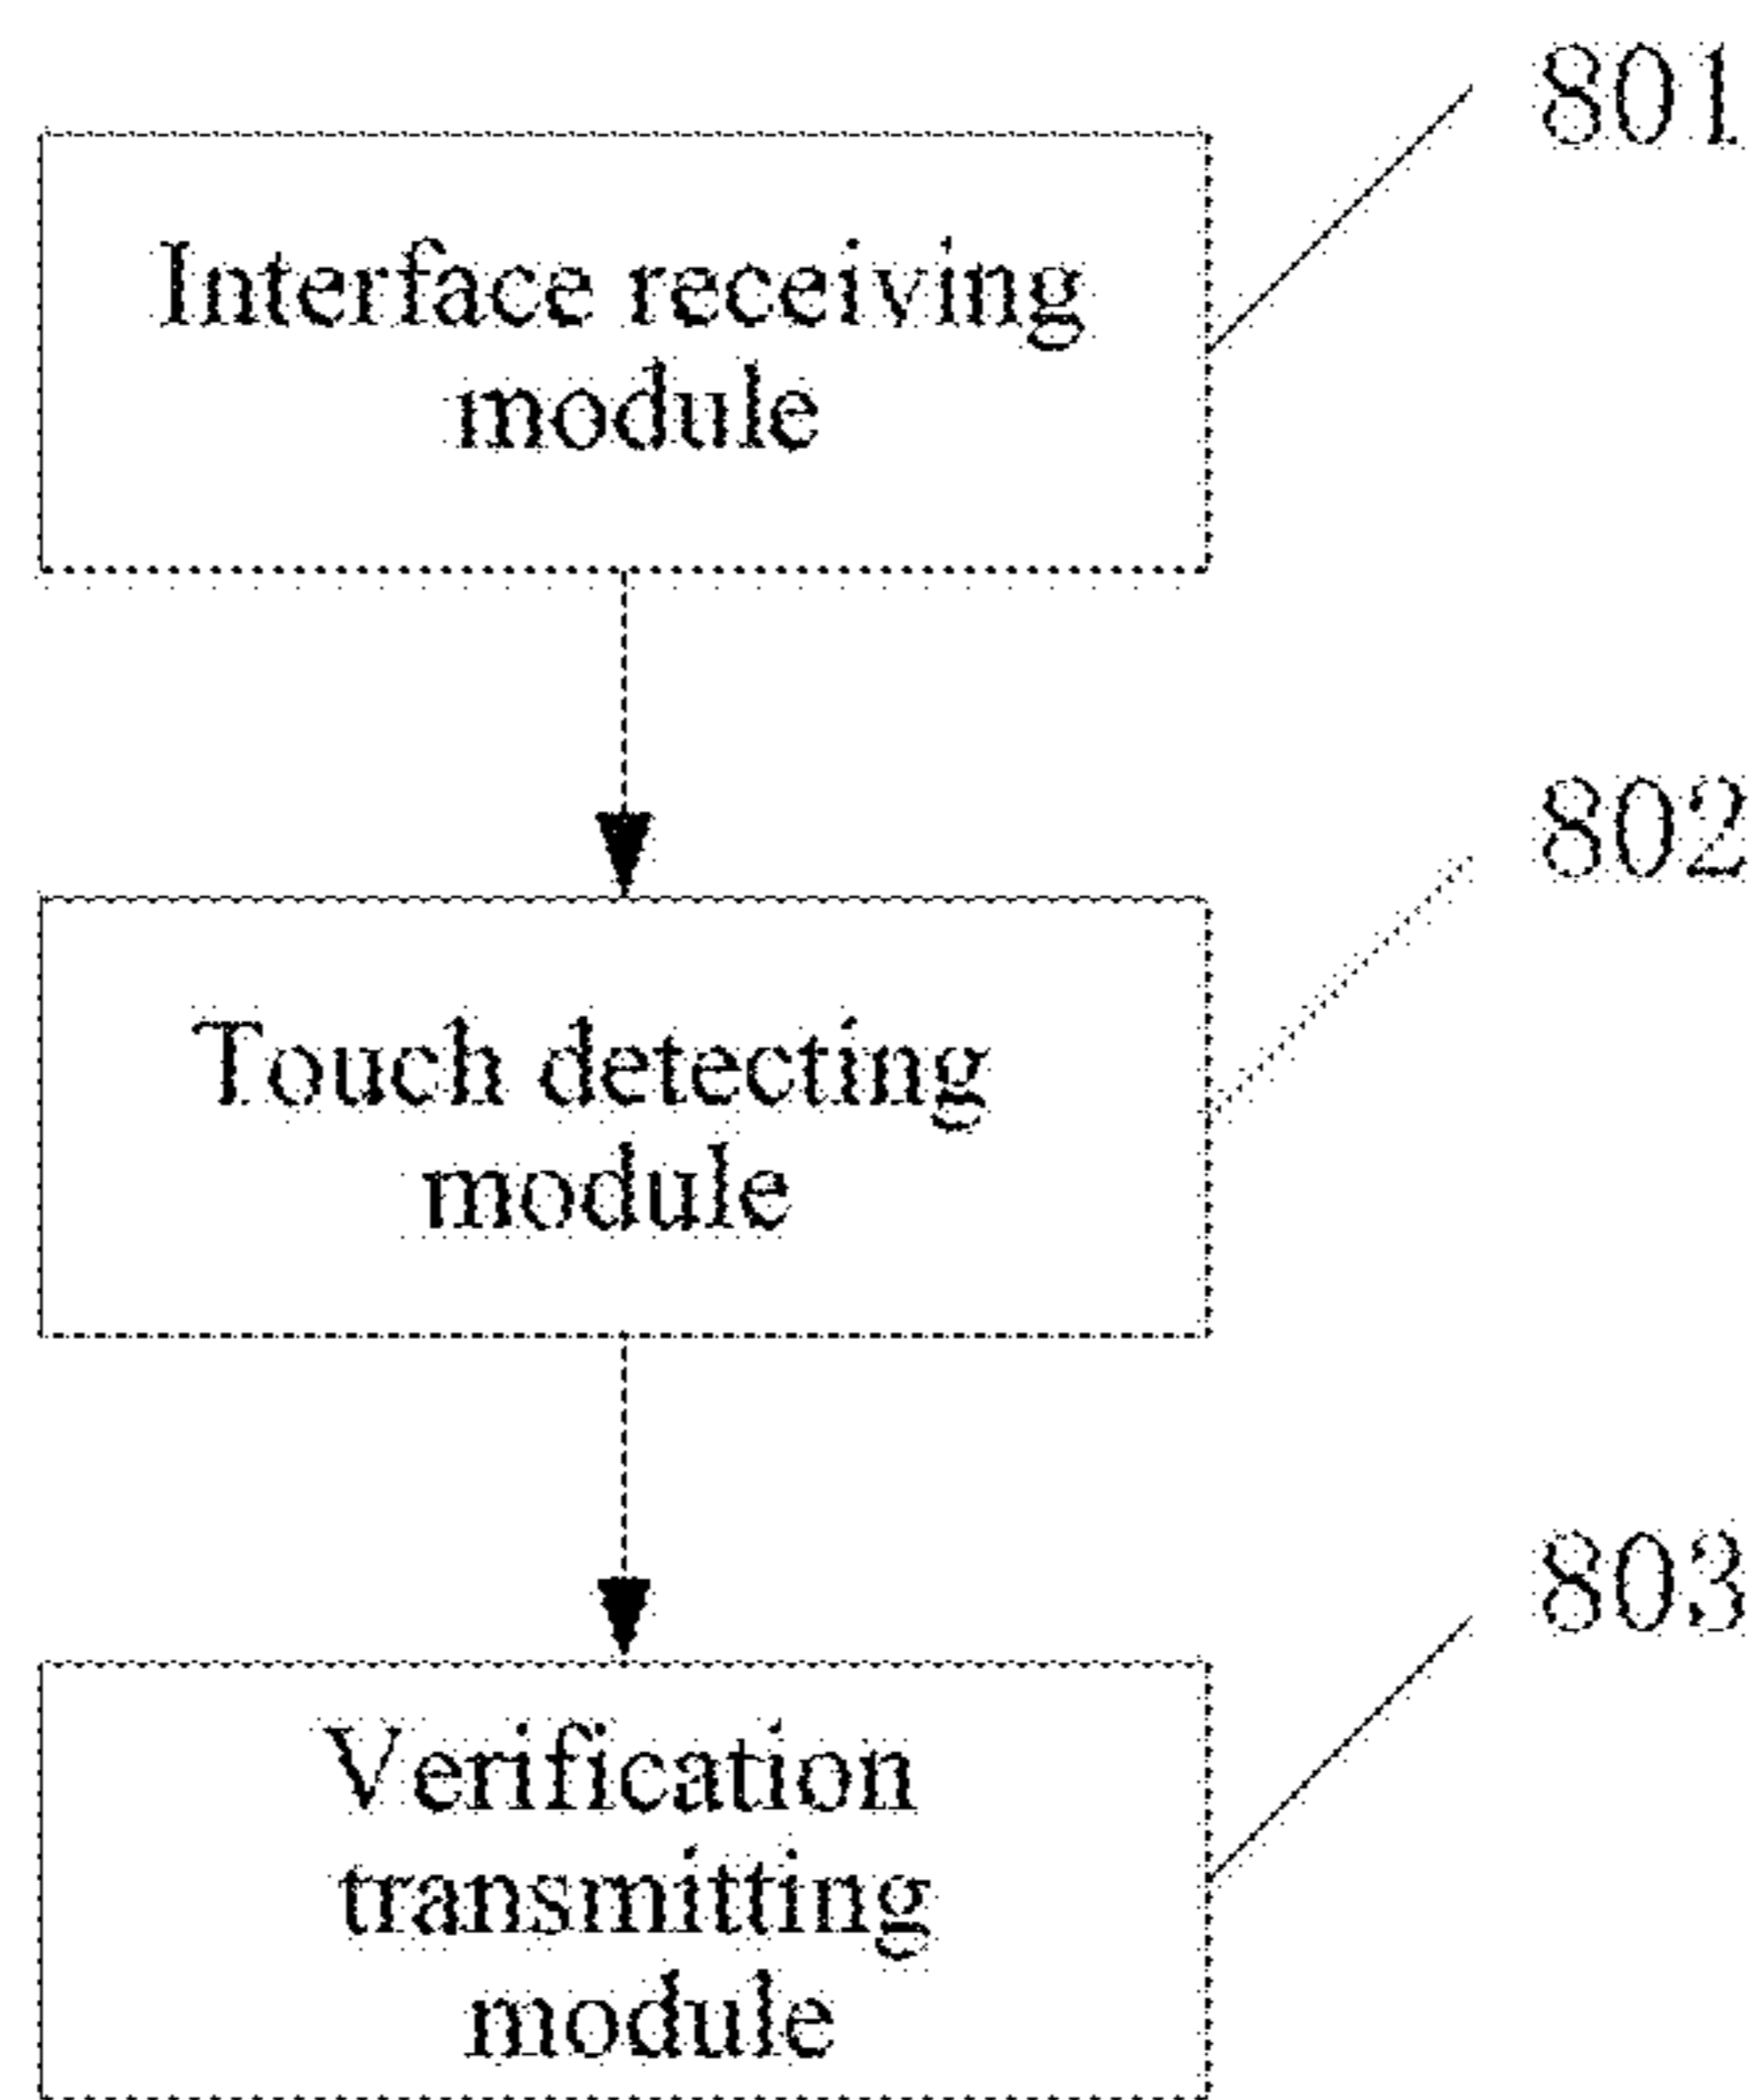 801
Interface receiving
module
802
Touch detecting
module
803
Verification
transmitting
module